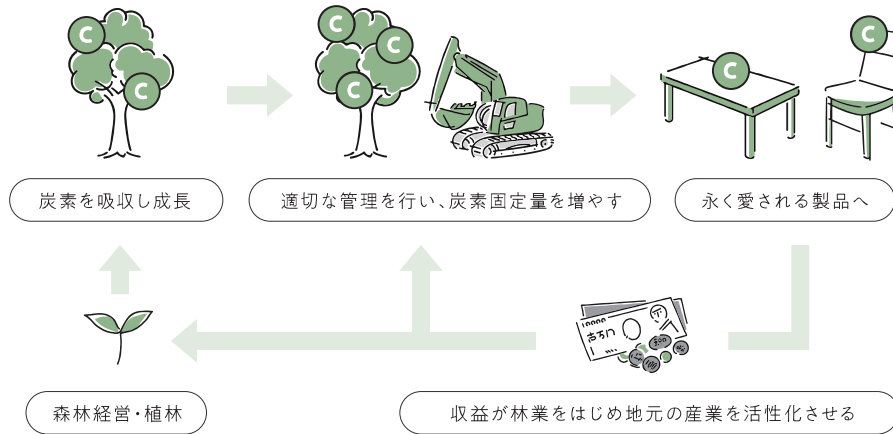 C
C
C
C
C
C
C
炭素を吸収し成長
適切な管理を行い、炭素固定量を増やす
永く愛される製品へ
森林経営・植林
収益が林業をはじめ地元の産業を活性化させる